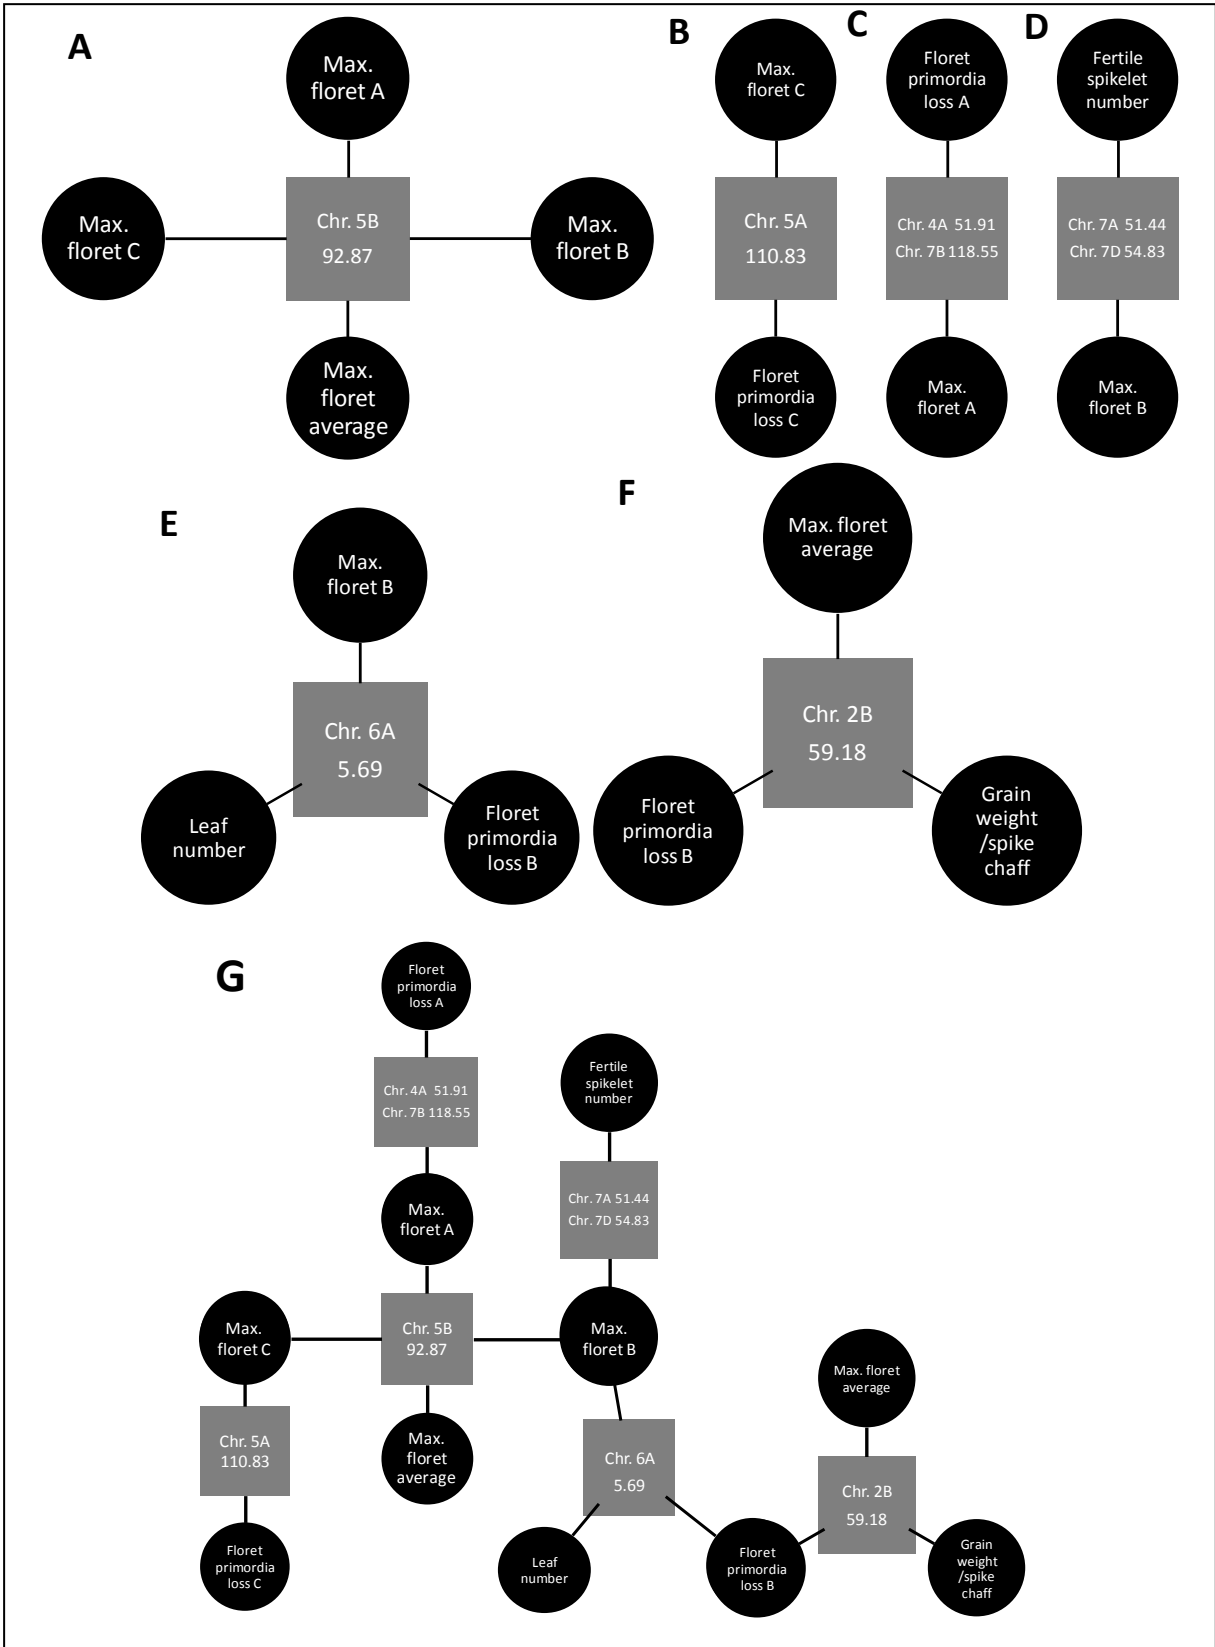 A
Max.
floret A
Max.
floret C
Chr. 5B
92.87
Max.
floret B
Max.
floret
average
B
Max.
floret C
Chr. 5A
110.83
Floret
primordia
loss C
C
Floret
primordia
loss A
Chr. 4A 51.91
Chr. 7B 118.55
Max.
floret A
D
Fertile
spikelet
number
Chr. 7A 51.44
Chr. 7D 54.83
Max.
floret B
E
Max.
floret B
Chr. 6A
5.69
Leaf
number
Floret
primordia
loss B
F
Max. floret
average
Chr. 2B
59.18
Floret
primordia
loss B
Grain
weight
/spike
chaff
G
Floret
primordia
loss A
Chr. 4A 51.91
Chr. 7B 118.55
Max.
floret A
Fertile
spikelet
number
Chr. 7A 51.44
Chr. 7D 54.83
Max.
floret C
Chr. 5B
92.87
Max.
floret B
Chr. 5A
110.83
Max.
floret
average
Floret
primordia
loss C
Chr. 6A
5.69
Max. floret
average
Chr. 2B
59.18
Leaf
number
Floret
primordia
loss B
Grain
weight
/spike
chaff